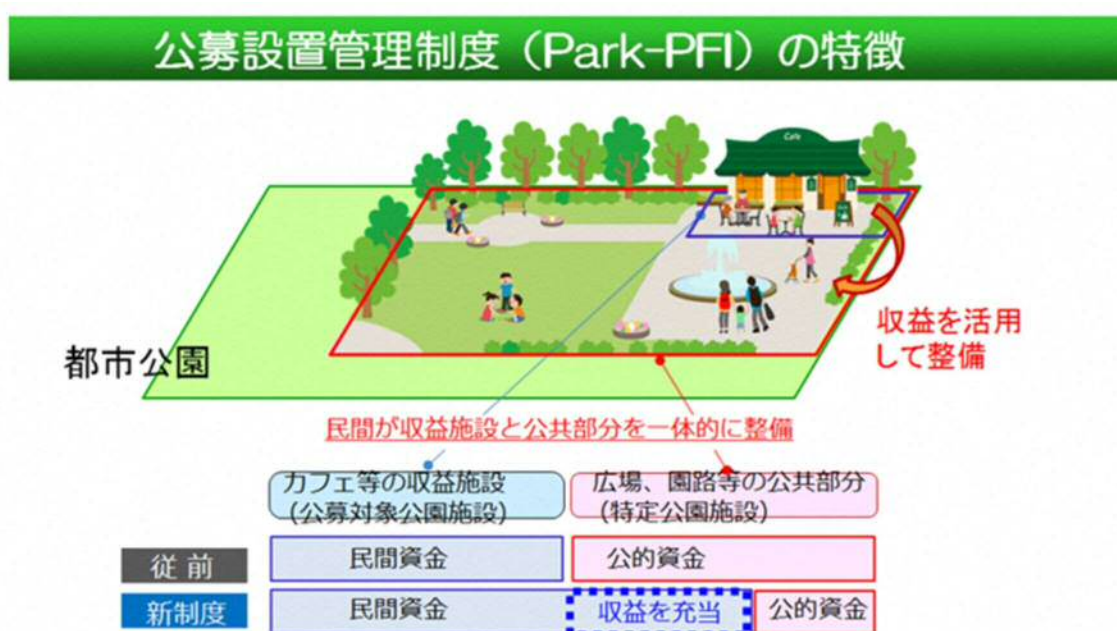 公募設置管理制度（Park-PFI）の特徴
Cafe
都市公園
収益を活用
して整備
民間が収益施設と公共部分を一体的に整備
カフェ等の収益施設
(公募対象公園施設)
広場、園路等の公共部分
(特定公園施設)
従前
民間資金
公的資金
新制度
民間資金
収益を充当
公的資金